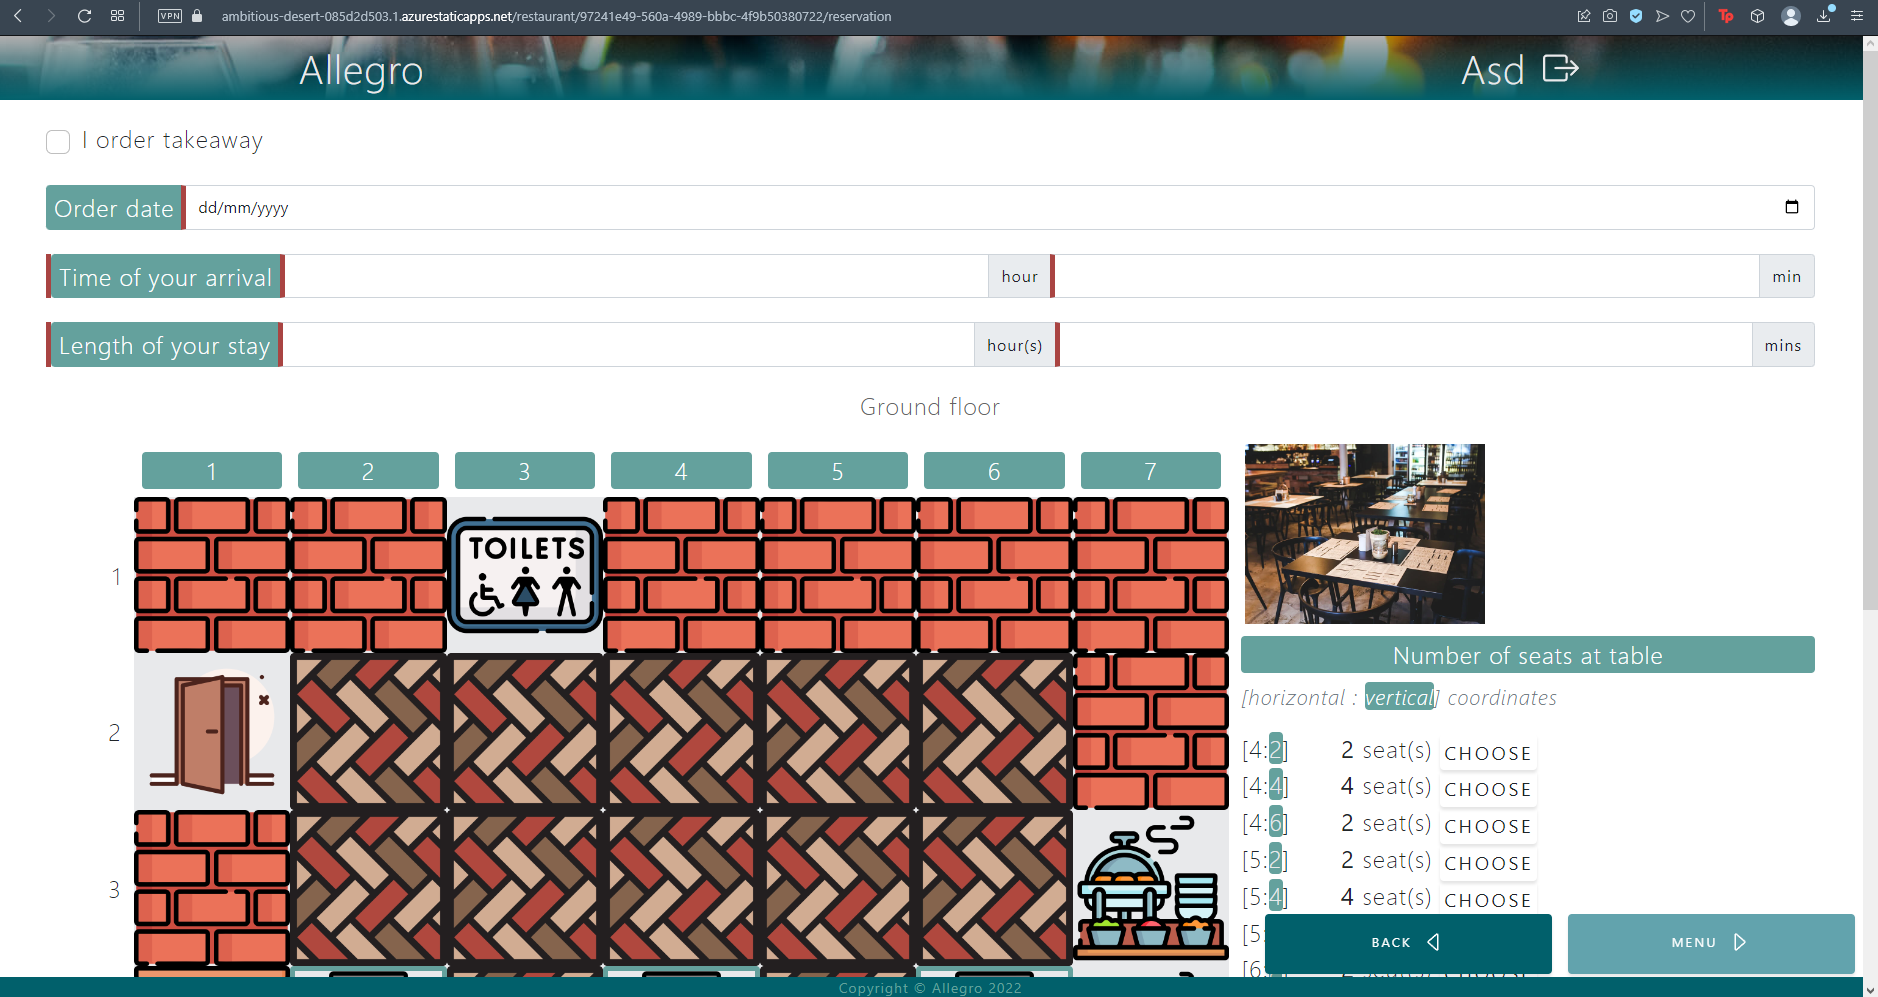 VPN ambitious-desert-085d2d503.1.azurestaticapps.net/restaurant/97241e49-560a-4989-bbbc-4f9b50380722/reservation Tp
Allegro Asd
I order takeaway
Order date dd/mm/yyyy
Time of your arrival hour min
Length of your stay hour(s) mins
Ground floor
1 2 3 4 5 6 7
TOILETS
1
Number of seats at table
[horizontal : vertical] coordinates
2
[4:2] 2 seat(s) CHOOSE
[4:4] 4 seat(s) CHOOSE
[4:6] 2 seat(s) CHOOSE
[5:2] 2 seat(s) CHOOSE
3
[5:4] 4 seat(s) CHOOSE
[5:
BACK MENU
[6:
Copyright © Allegro 2022